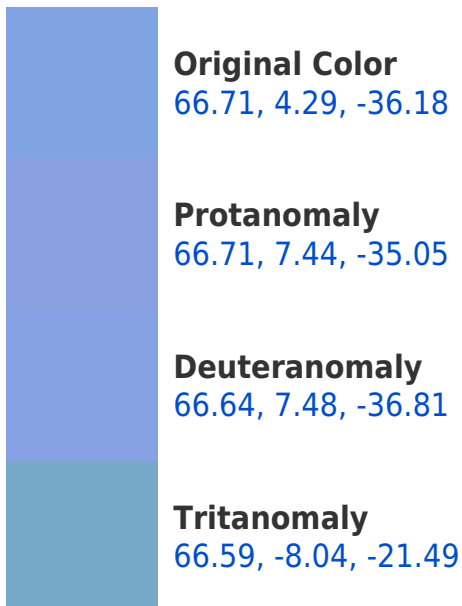 Original Color
66.71, 4.29, -36.18
Protanomaly
66.71, 7.44, -35.05
Deuteranomaly
66.64, 7.48, -36.81
Tritanomaly
66.59, -8.04, -21.49